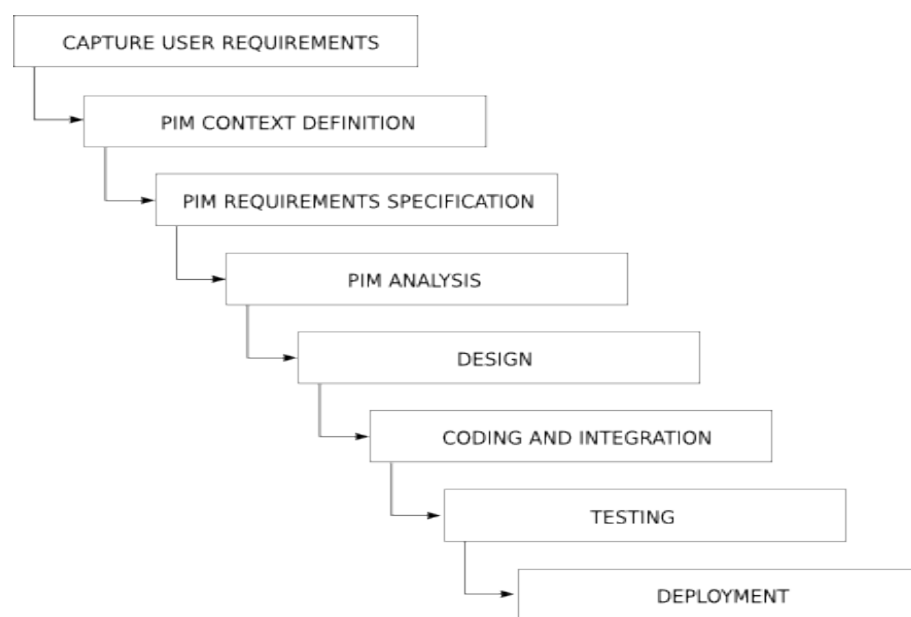 CAPTURE USER REQUIREMENTS
PIM CONTEXT DEFINITION
PIM REQUIREMENTS SPECIFICATION
PIM ANALYSIS
DESIGN
CODING AND INTEGRATION
TESTING
DEPLOYMENT